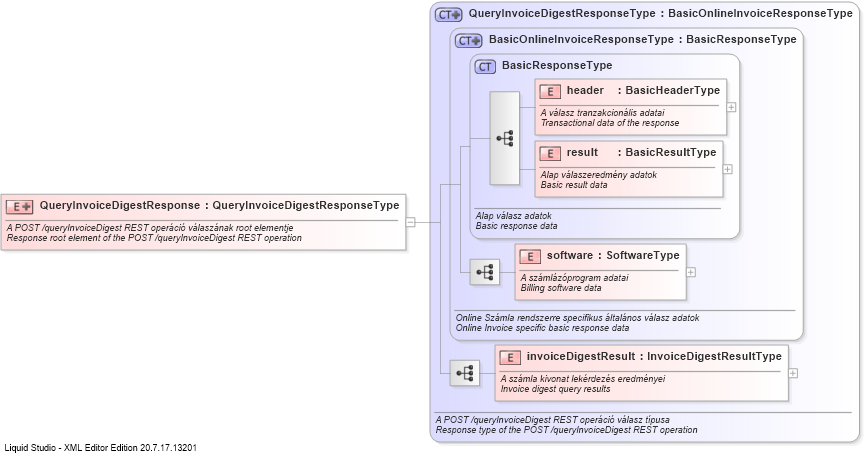 CT+ QueryInvoiceDigestResponseType : BasicOnlineInvoiceResponseType
CT+ BasicOnlineInvoiceResponseType : BasicResponseType
CT BasicResponseType
E header : BasicHeaderType
A válasz tranzakcionális adatai
Transactional data of the response
E result : BasicResultType
Alap válaszeredmény adatok
Basic result data
Alap válasz adatok
Basic response data
E+ QueryInvoiceDigestResponse : QueryInvoiceDigestResponseType
A POST /queryInvoiceDigest REST operáció válaszának root elementje
Response root element of the POST /queryInvoiceDigest REST operation
E software : SoftwareType
A számlázóprogram adatai
Billing software data
Online Számla rendszerre specifikus általános válasz adatok
Online Invoice specific basic response data
E invoiceDigestResult : InvoiceDigestResultType
A számla kivonat lekérdezés eredményei
Invoice digest query results
A POST /queryInvoiceDigest REST operáció válasz típusa
Response type of the POST /queryInvoiceDigest REST operation
Liquid Studio - XML Editor Edition 20.7.17.13201